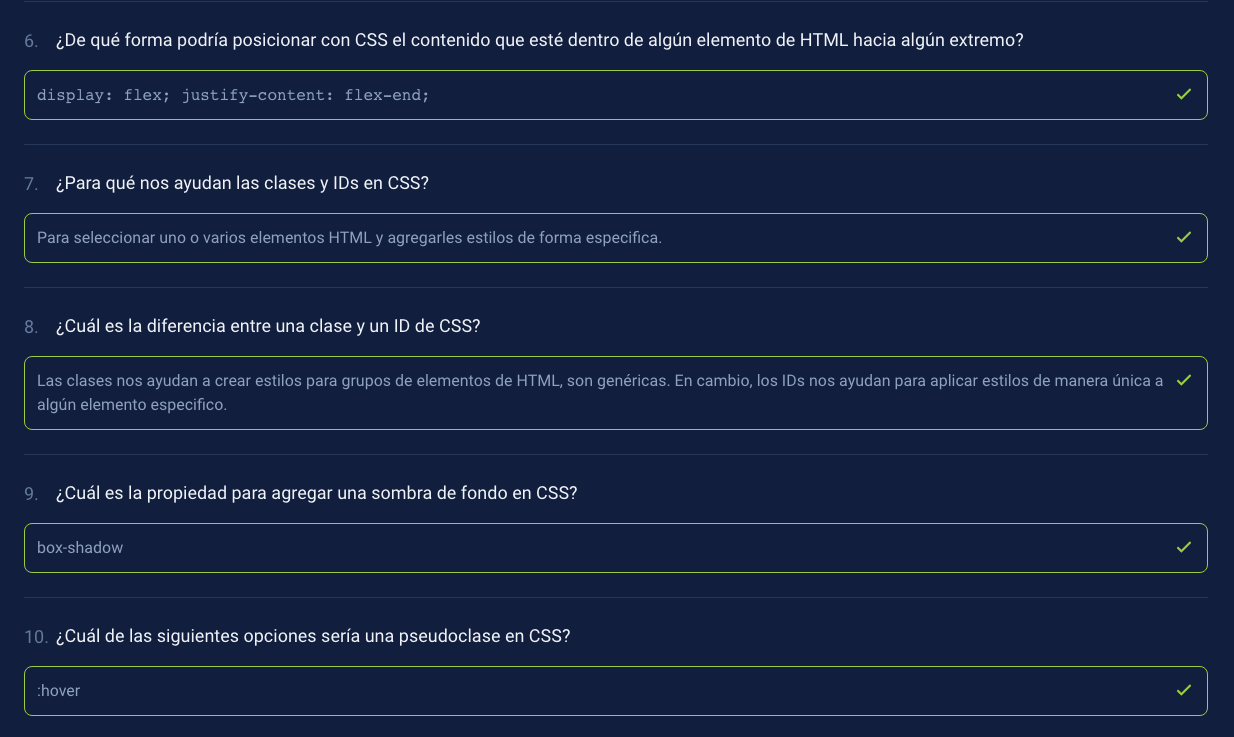 6. ¿De qué forma podría posicionar con CSS el contenido que esté dentro de algún elemento de HTML hacia algún extremo?
display: flex; justify-content: flex-end;
7. ¿Para qué nos ayudan las clases y IDs en CSS?
Para seleccionar uno o varios elementos HTML y agregarles estilos de forma especifica.
8. ¿Cuál es la diferencia entre una clase y un ID de CSS?
Las clases nos ayudan a crear estilos para grupos de elementos de HTML, son genéricas. En cambio, los IDs nos ayudan para aplicar estilos de manera única a
algún elemento especifico.
9. ¿Cuál es la propiedad para agregar una sombra de fondo en CSS?
box-shadow
10. ¿Cuál de las siguientes opciones sería una pseudoclase en CSS?
:hover